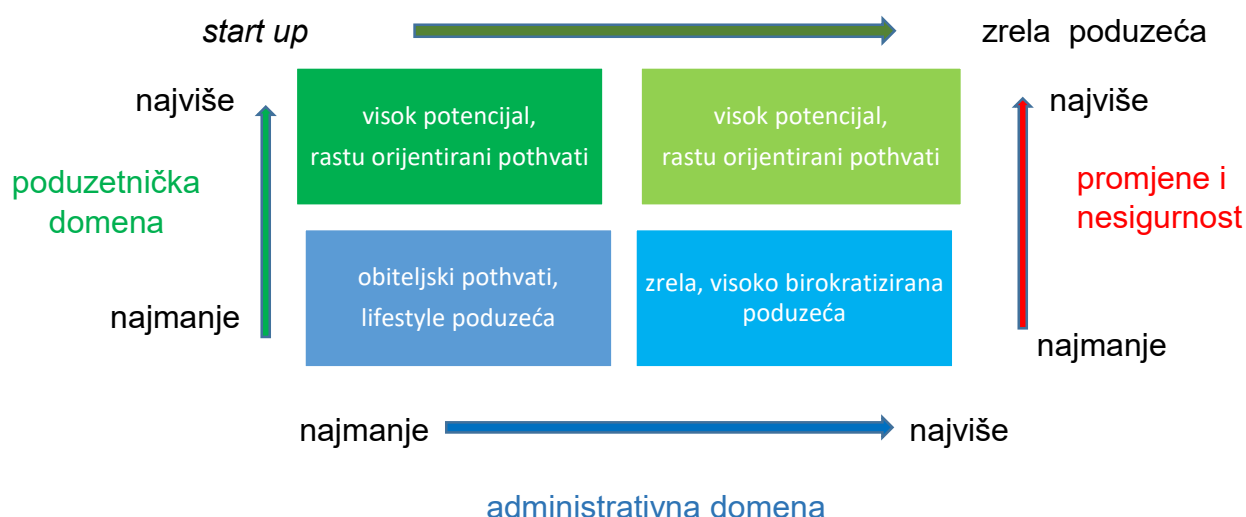 start up
zrela poduzeća
najviše
visok potencijal,
rastu orijentirani pothvati
visok potencijal,
rastu orijentirani pothvati
najviše
poduzetnička
domena
promjene i
nesigurnost
obiteljski pothvati,
lifestyle poduzeća
zrela, visoko birokratizirana
poduzeća
najmanje
najmanje
najmanje
najviše
administrativna domena